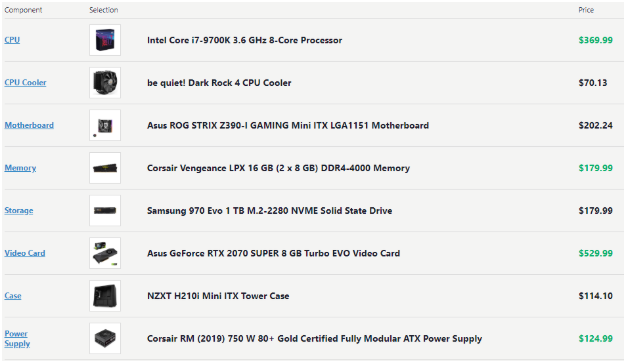 Component Selection Price
CPU Intel Core i7-9700K 3.6 GHz 8-Core Processor $369.99
CPU Cooler be quiet! Dark Rock 4 CPU Cooler $70.13
Motherboard Asus ROG STRIX Z390-I GAMING Mini ITX LGA1151 Motherboard $202.24
Memory Corsair Vengeance LPX 16 GB (2 x 8 GB) DDR4-4000 Memory $179.99
Storage Samsung 970 Evo 1 TB M.2-2280 NVME Solid State Drive $179.99
Video Card Asus GeForce RTX 2070 SUPER 8 GB Turbo EVO Video Card $529.99
Case NZXT H210i Mini ITX Tower Case $114.10
Power Supply Corsair RM (2019) 750 W 80+ Gold Certified Fully Modular ATX Power Supply $124.99